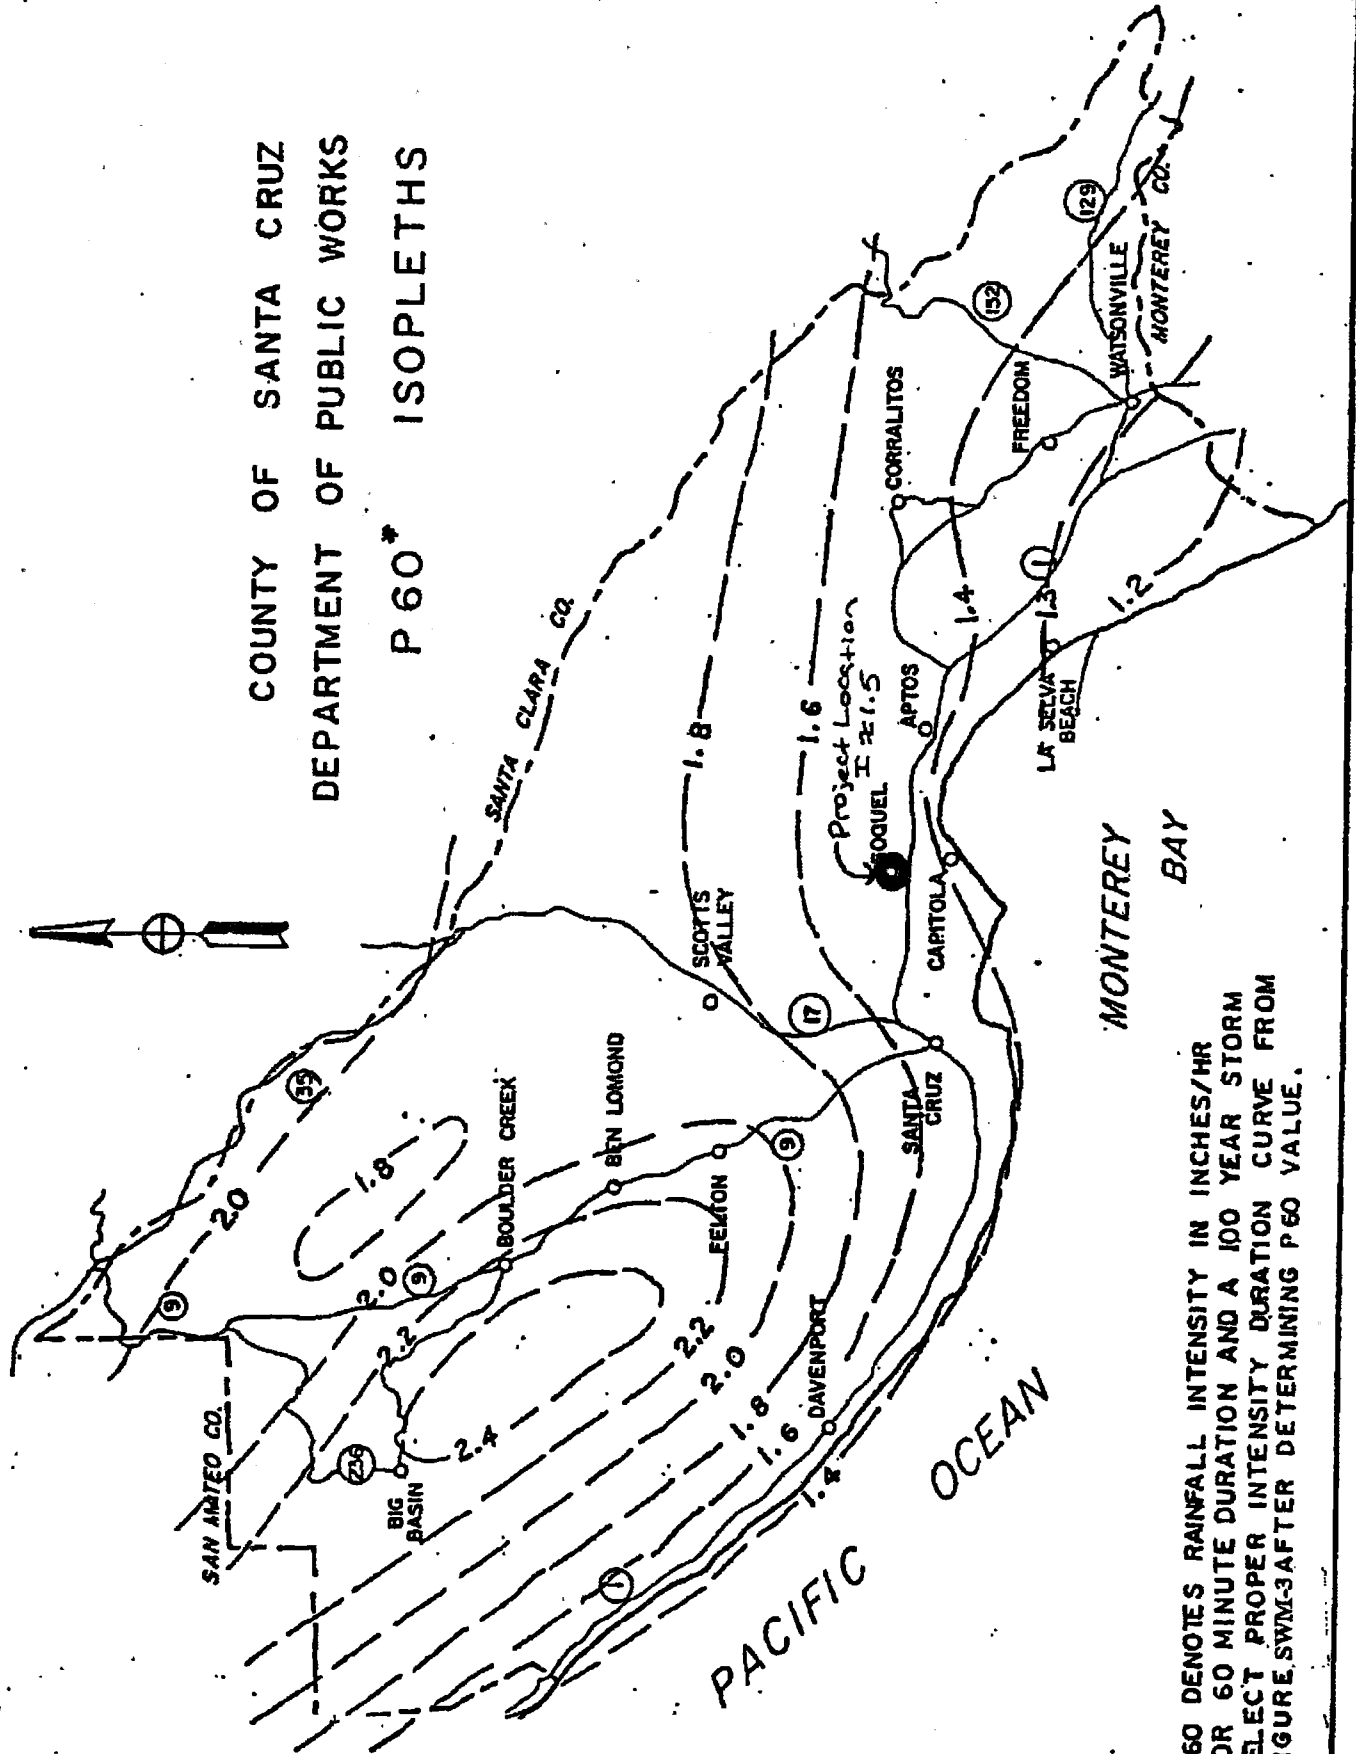 COUNTY OF SANTA CRUZ
DEPARTMENT OF PUBLIC WORKS
P 60* ISOPLETHS
SANTA CLARA CO.
SAN MATEO CO.
MONTEREY CO.
35
9
2.0
1.8
2.0
9
2.2
236
BIG
BASIN
2.4
BOULDER CREEK
BEN LOMOND
FELTON
9
2.2
2.0
1.8
1.6
1.4
DAVENPORT
1
SCOTTS
VALLEY
17
SANTA
CRUZ
CAPITOLA
SOQUEL
Project Location
I ≈ 1.5
1.8
1.6
APTOS
1.4
1.3
1
1.2
LA SELVA
BEACH
CORRALITOS
FREEDOM
WATSONVILLE
152
129
MONTEREY
BAY
PACIFIC
OCEAN
60 DENOTES RAINFALL INTENSITY IN INCHES/HR
OR 60 MINUTE DURATION AND A 100 YEAR STORM
ELECT PROPER INTENSITY DURATION CURVE FROM
IGURE SWM-3 AFTER DETERMINING P60 VALUE.